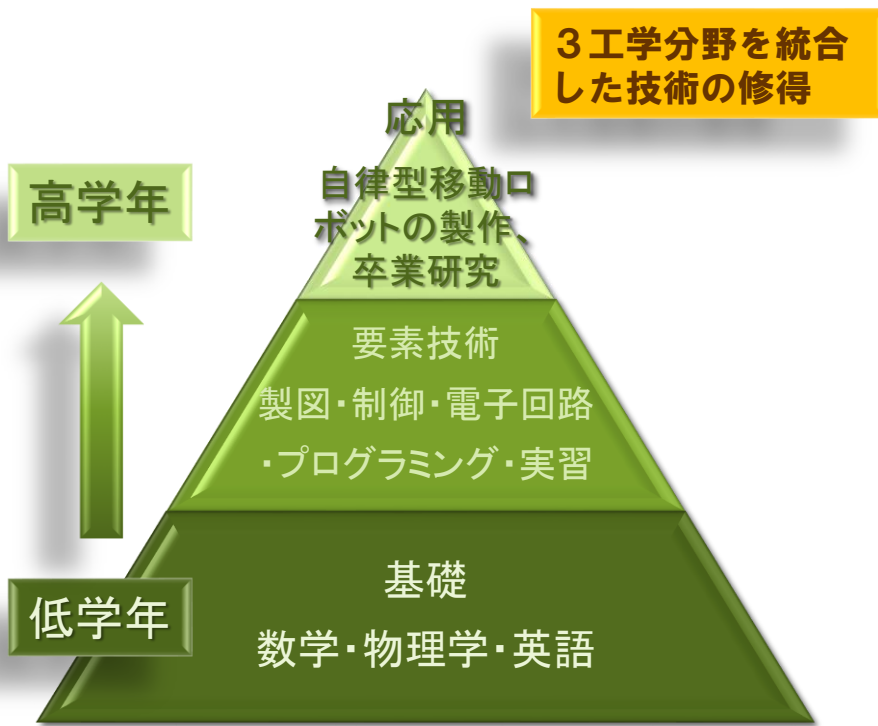 3工学分野を統合
した技術の修得
応用
自律型移動ロ
ボットの製作、
卒業研究
高学年
要素技術
製図・制御・電子回路
・プログラミング・実習
低学年
基礎
数学・物理学・英語